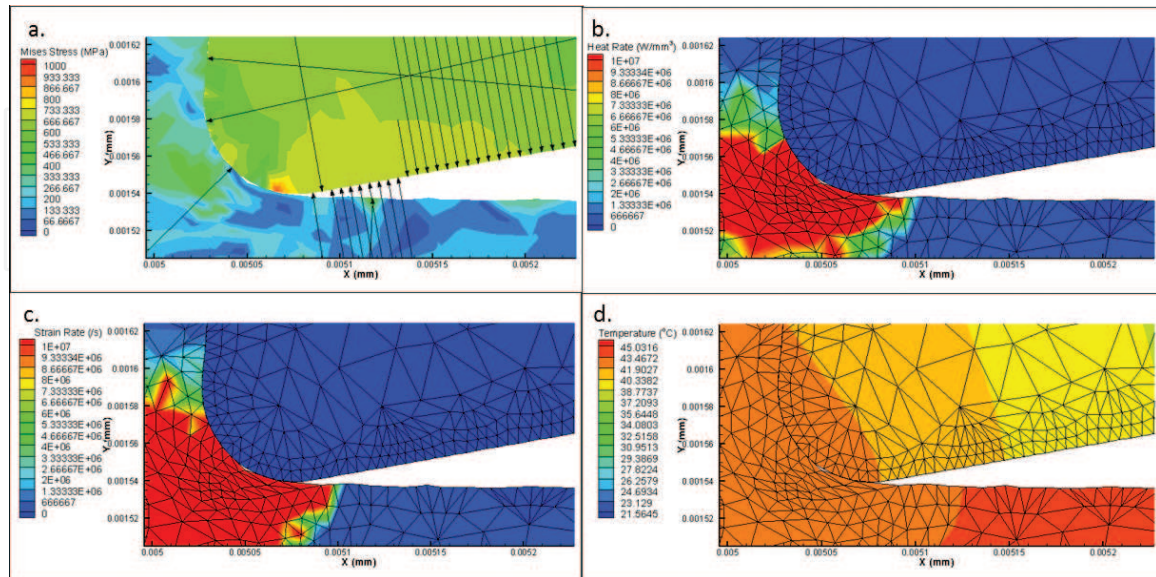 a.
Mises Stress (MPa)
1000
933.333
866.667
800
733.333
666.667
600
533.333
466.667
400
333.333
266.667
200
133.333
66.6667
0
Y (mm)
0.00162
0.0016
0.00158
0.00156
0.00154
0.00152
0.005
0.00505
0.0051
0.00515
0.0052
X (mm)
b.
Heat Rate (W/mm³)
1E+07
9.33334E+06
8.66667E+06
8E+06
7.33333E+06
6.66667E+06
6E+06
5.33333E+06
4.66667E+06
4E+06
3.33333E+06
2.66667E+06
2E+06
1.33333E+06
666667
0
Y (mm)
0.00162
0.0016
0.00158
0.00156
0.00154
0.00152
0.005
0.00505
0.0051
0.00515
0.0052
X (mm)
c.
Strain Rate (/s)
1E+07
9.33334E+06
8.66667E+06
8E+06
7.33333E+06
6.66667E+06
6E+06
5.33333E+06
4.66667E+06
4E+06
3.33333E+06
2.66667E+06
2E+06
1.33333E+06
666667
0
Y (mm)
0.00162
0.0016
0.00158
0.00156
0.00154
0.00152
0.005
0.00505
0.0051
0.00515
0.0052
X (mm)
d.
Temperature (°C)
45.0316
43.4672
41.9027
40.3382
38.7737
37.2093
35.6448
34.0803
32.5158
30.9513
29.3869
27.8224
26.2579
24.6934
23.129
21.5645
Y (mm)
0.00162
0.0016
0.00158
0.00156
0.00154
0.00152
0.005
0.00505
0.0051
0.00515
0.0052
X (mm)